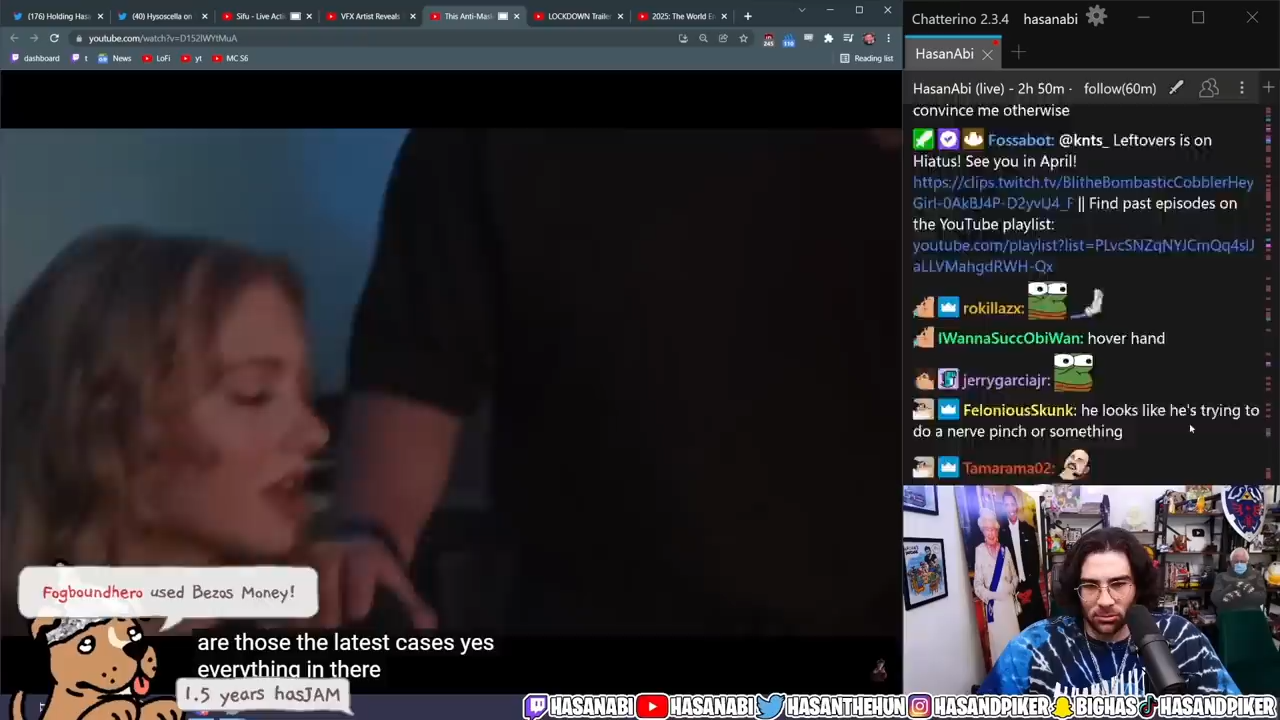 (176) Holding Has
(40) Hysoscella on
Sifu - Live Acti
VFX Artist Reveals
This Anti-Mas
LOCKDOWN Trailer
2025: The World E
youtube.com/watch?v=D152lWYtMuA
dashboard
t
News
LoFi
yt
MC S6
Reading list
Chatterino 2.3.4
hasanabi
HasanAbi
HasanAbi (live) - 2h 50m ·
follow(60m)
convince me otherwise
Fossabot: @knts_ Leftovers is on
Hiatus! See you in April!
https://clips.twitch.tv/BlitheBombasticCobblerHey
Girl-0AkBJ4P-D2yvU4_F || Find past episodes on
the YouTube playlist:
youtube.com/playlist?list=PLvcSNZqNYJCmQq4slJ
aLLVMahgdRWH-Qx
rokillazx:
IWannaSuccObiWan: hover hand
jerrygarciajr:
FeloniousSkunk: he looks like he's trying to
do a nerve pinch or something
Tamarama02:
Fogboundhero used Bezos Money!
are those the latest cases yes
everything in there
1.5 years hasJAM
HASANABI
HASANABI
HASANTHEHUN
HASANDPIKER
BIGHAS
HASANDPIKER